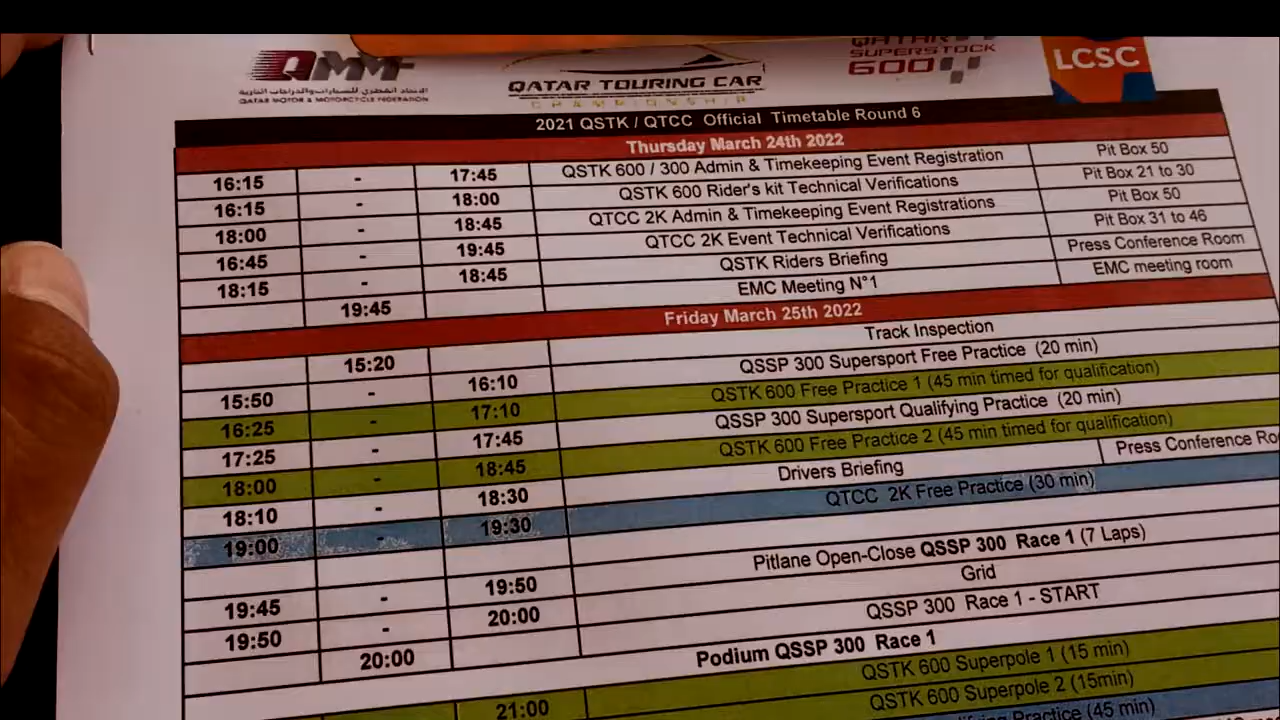 QMMF
الاتحاد القطري للسيارات والدراجات النارية
QATAR MOTOR & MOTORCYCLE FEDERATION
QATAR TOURING CAR
CHAMPIONSHIP
QATAR
SUPERSTOCK
600
LCSC
2021 QSTK / QTCC Official Timetable Round 6
Thursday March 24th 2022
16:15 - 17:45 QSTK 600 / 300 Admin & Timekeeping Event Registration Pit Box 50
16:15 - 18:00 QSTK 600 Rider's kit Technical Verifications Pit Box 21 to 30
18:00 - 18:45 QTCC 2K Admin & Timekeeping Event Registrations Pit Box 50
16:45 - 19:45 QTCC 2K Event Technical Verifications Pit Box 31 to 46
18:15 - 18:45 QSTK Riders Briefing Press Conference Room
19:45 EMC Meeting N°1 EMC meeting room
Friday March 25th 2022
15:20 Track Inspection
15:50 - 16:10 QSSP 300 Supersport Free Practice (20 min)
16:25 - 17:10 QSTK 600 Free Practice 1 (45 min timed for qualification)
17:25 - 17:45 QSSP 300 Supersport Qualifying Practice (20 min)
18:00 - 18:45 QSTK 600 Free Practice 2 (45 min timed for qualification)
18:10 - 18:30 Drivers Briefing Press Conference Ro
19:00 - 19:30 QTCC 2K Free Practice (30 min)
19:45 - 19:50 Pitlane Open-Close QSSP 300 Race 1 (7 Laps)
19:50 - 20:00 Grid
20:00 QSSP 300 Race 1 - START
Podium QSSP 300 Race 1
21:00 QSTK 600 Superpole 1 (15 min)
QSTK 600 Superpole 2 (15min)
Practice (45 min)